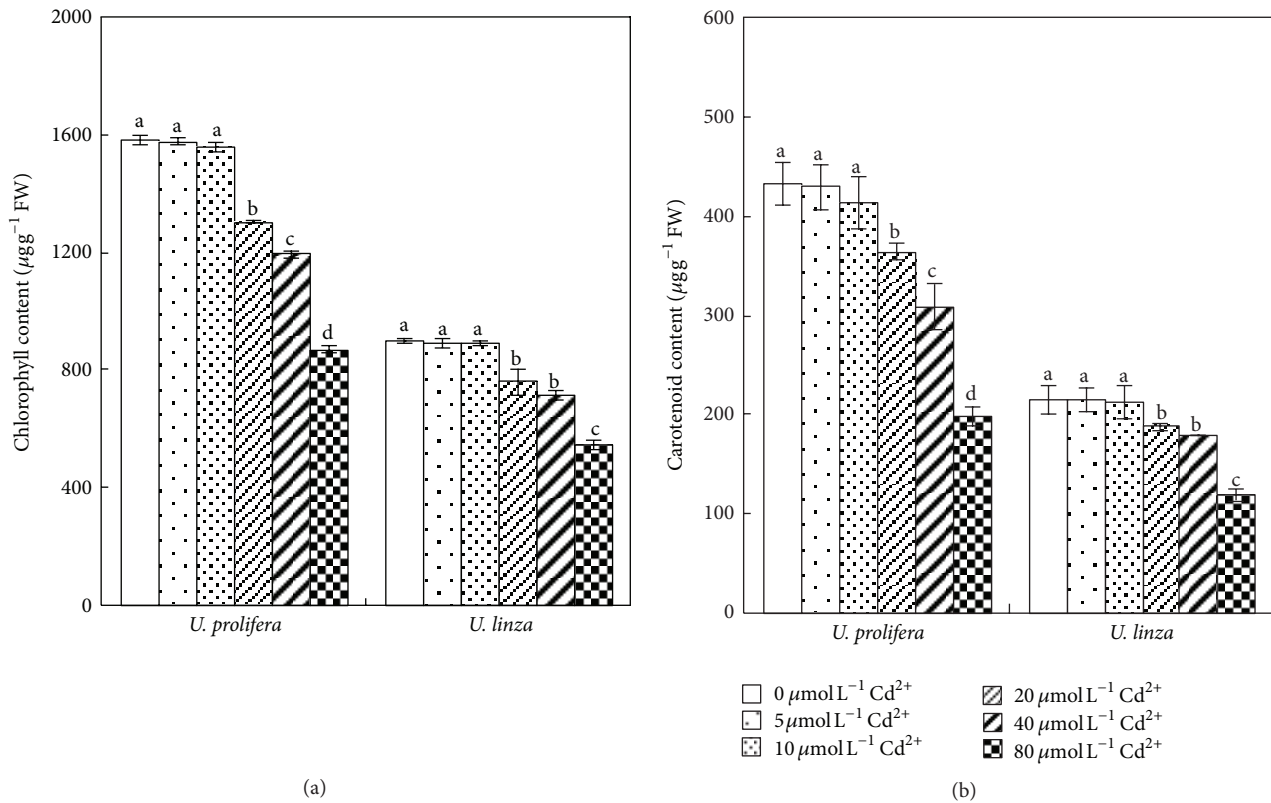 2000
1600
1200
800
400
0
Chlorophyll content (μgg⁻¹ FW)
a
a
a
b
c
d
a
a
a
b
b
c
U. prolifera
U. linza
(a)
600
500
400
300
200
100
0
Carotenoid content (μgg⁻¹ FW)
a
a
a
b
c
d
a
a
a
b
b
c
U. prolifera
U. linza
0 μmol L⁻¹ Cd²⁺
5 μmol L⁻¹ Cd²⁺
10 μmol L⁻¹ Cd²⁺
20 μmol L⁻¹ Cd²⁺
40 μmol L⁻¹ Cd²⁺
80 μmol L⁻¹ Cd²⁺
(b)